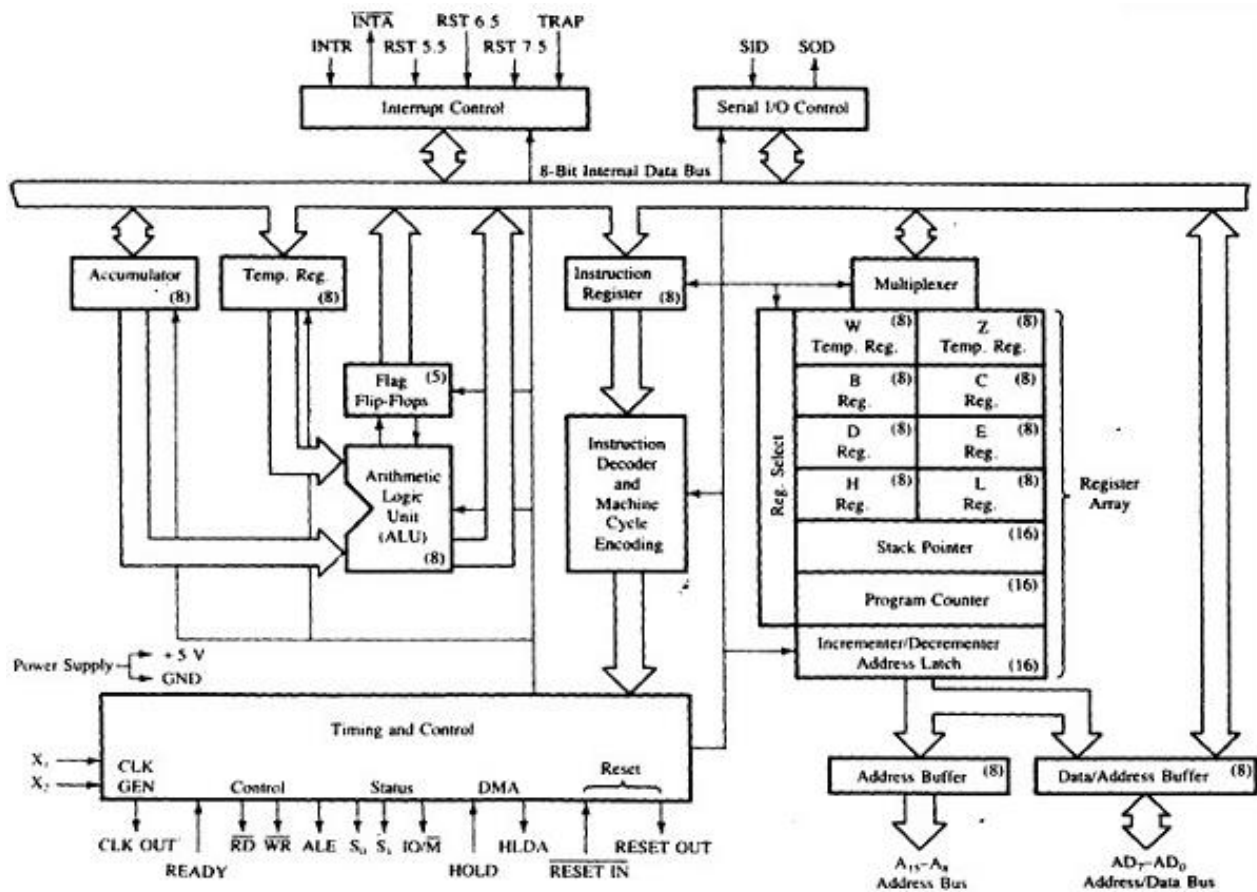 INTR
INTA
RST 5.5
RST 6.5
RST 7.5
TRAP
SID
SOD
Interrupt Control
Serial I/O Control
8-Bit Internal Data Bus
Accumulator
(8)
Temp. Reg.
(8)
Instruction
Register (8)
Multiplexer
Flag (5)
Flip-Flops
Arithmetic
Logic
Unit
(ALU)
(8)
Instruction
Decoder
and
Machine
Cycle
Encoding
Reg. Select
W (8)
Temp. Reg.
Z (8)
Temp. Reg.
B (8)
Reg.
C (8)
Reg.
D (8)
Reg.
E (8)
Reg.
H (8)
Reg.
L (8)
Reg.
(16)
Stack Pointer
(16)
Program Counter
Incrementer/Decrementer
Address Latch (16)
Register
Array
Power Supply
+5 V
GND
Timing and Control
X₁
X₂
CLK
GEN
Control
Status
DMA
Reset
CLK OUT
READY
RD
WR
ALE
S₀
S₁
IO/M
HOLD
HLDA
RESET IN
RESET OUT
Address Buffer (8)
Data/Address Buffer (8)
A₁₅–A₈
Address Bus
AD₇–AD₀
Address/Data Bus